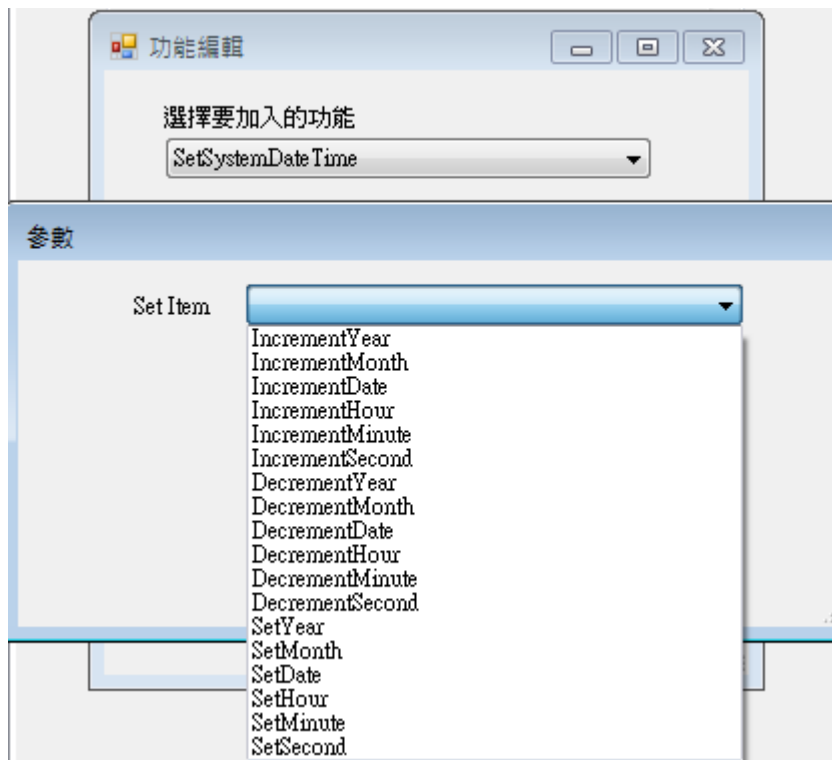 功能編輯
選擇要加入的功能
SetSystemDateTime
參數
Set Item
IncrementYear
IncrementMonth
IncrementDate
IncrementHour
IncrementMinute
IncrementSecond
DecrementYear
DecrementMonth
DecrementDate
DecrementHour
DecrementMinute
DecrementSecond
SetYear
SetMonth
SetDate
SetHour
SetMinute
SetSecond